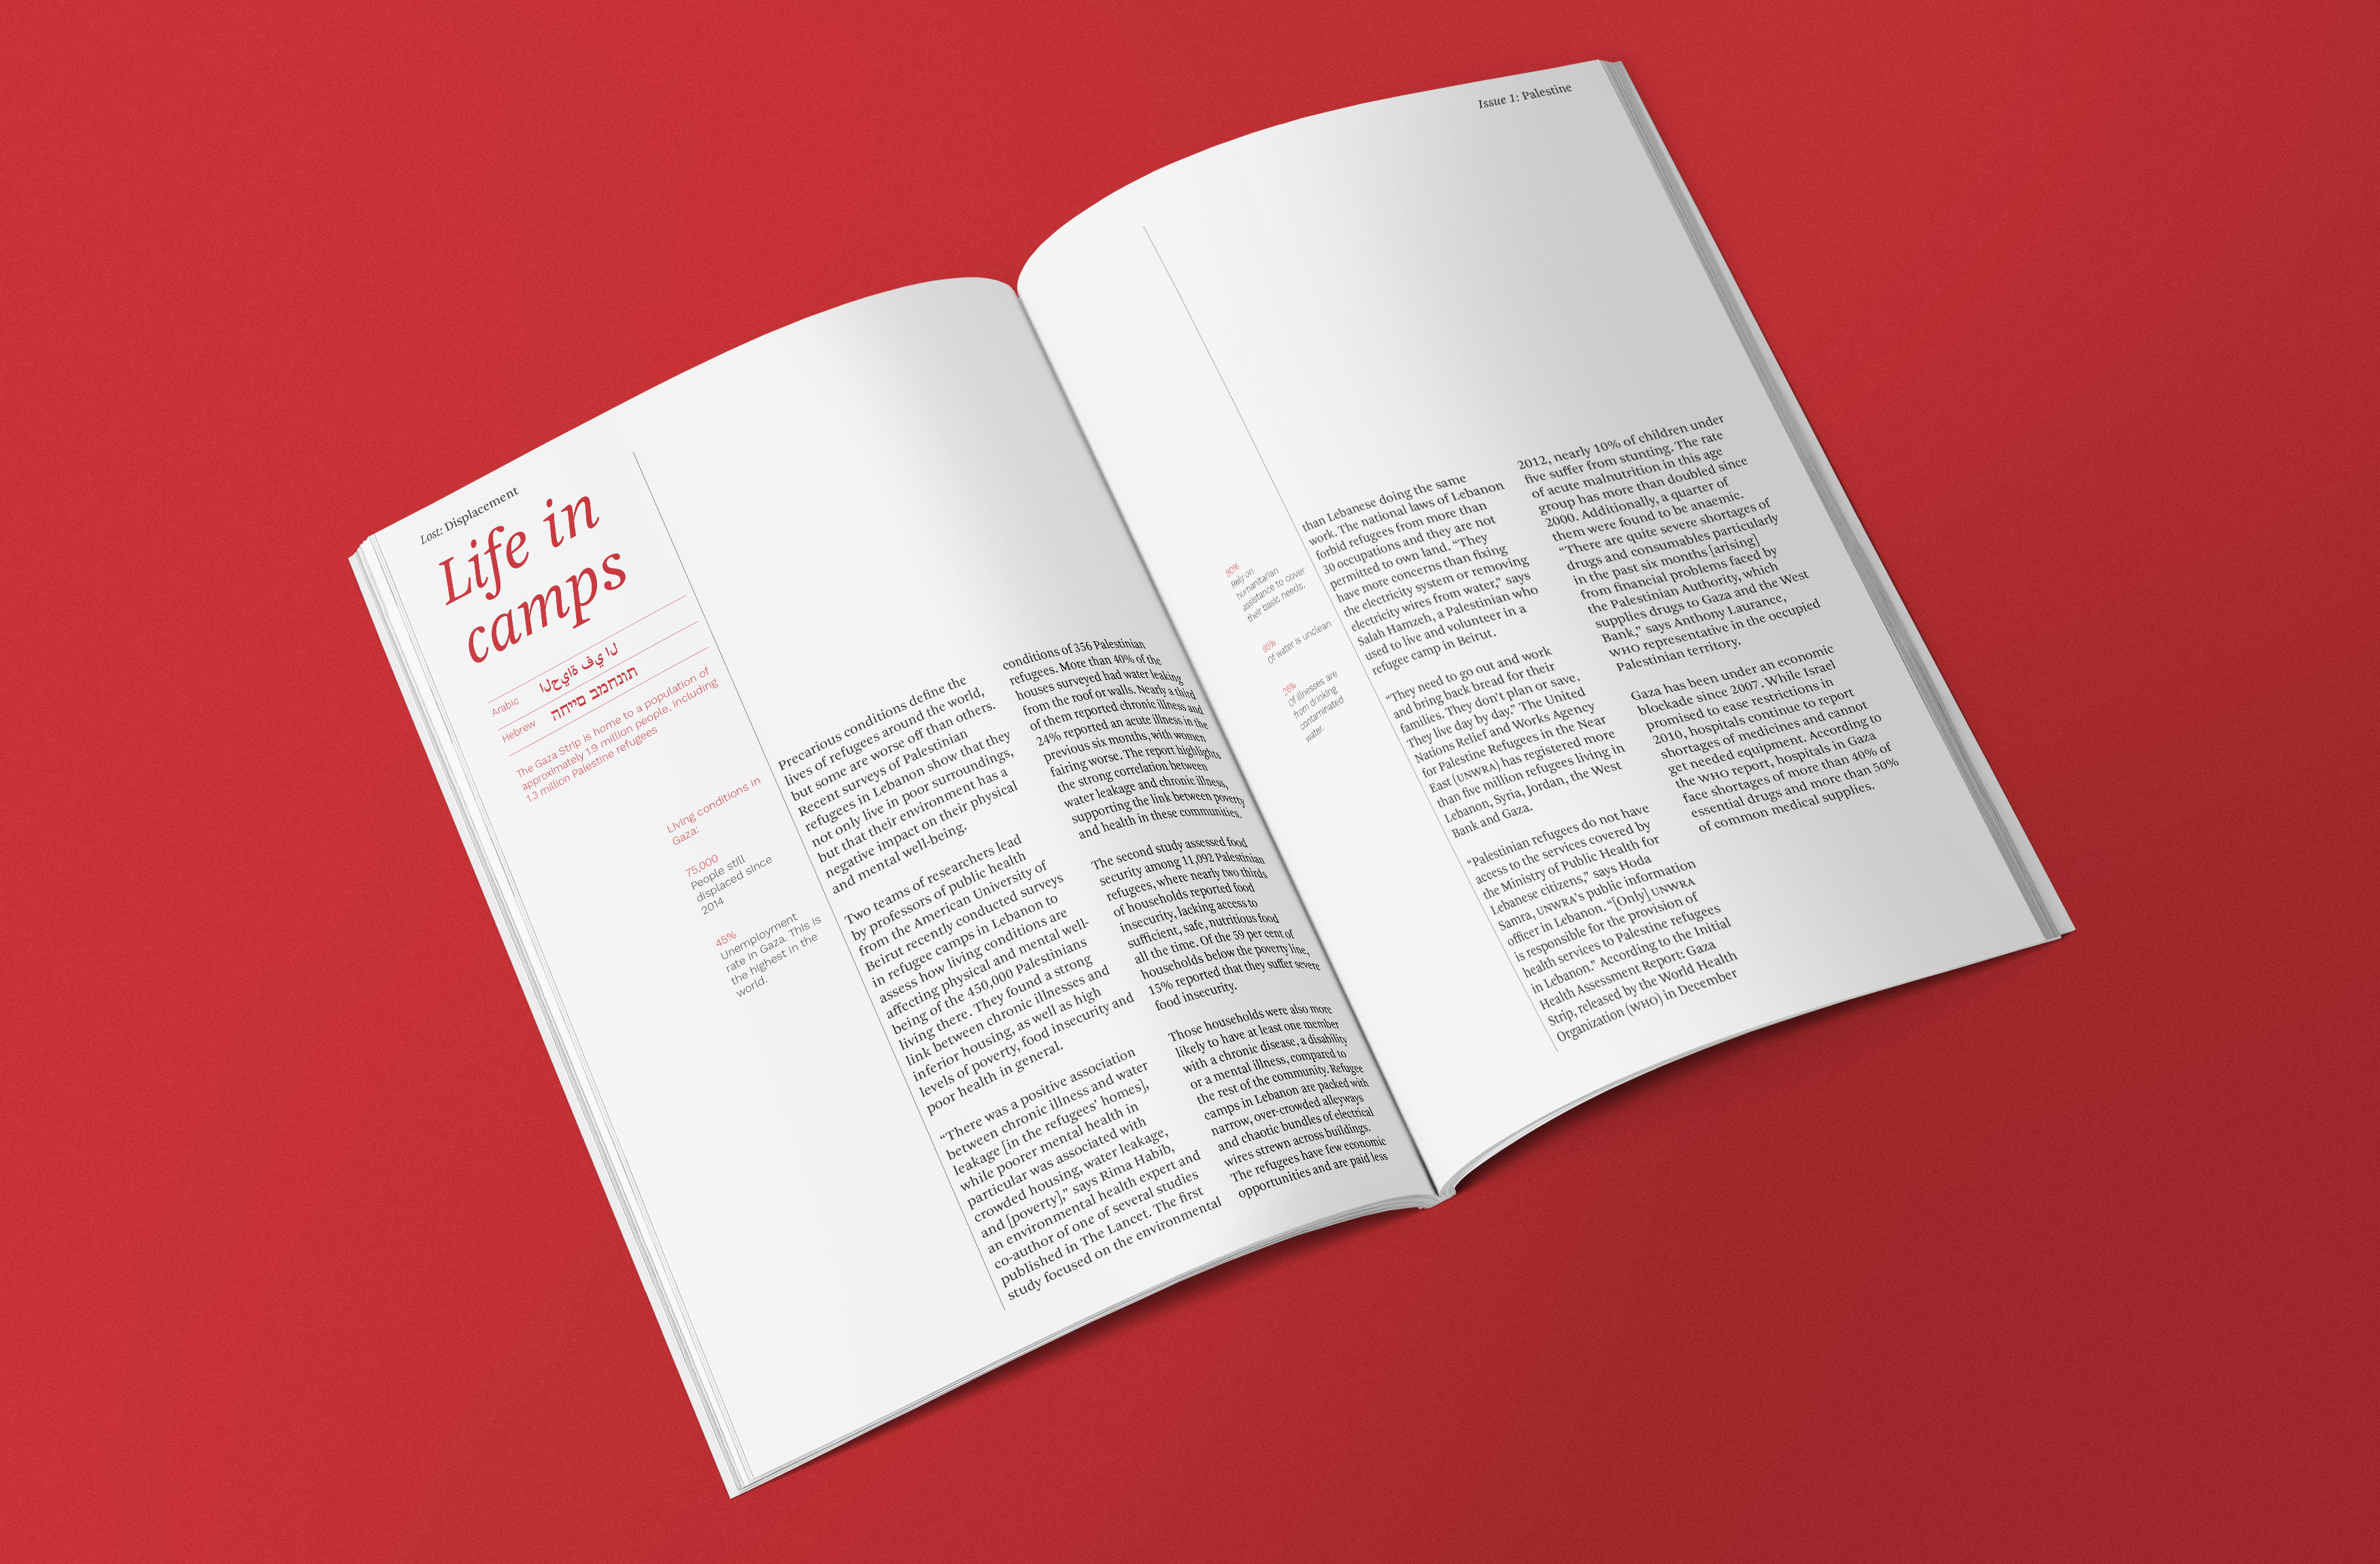 Lost: Displacement
Life in
camps
Arabic لا يف ةايحلا
Hebrew תונחמב םייחה
The Gaza Strip is home to a population of
approximately 1.9 million people, including
1.3 million Palestine refugees
Living conditions in
Gaza:
75,000
People still
displaced since
2014
45%
Unemployment
rate in Gaza. This is
the highest in the
world.
Precarious conditions define the
lives of refugees around the world,
but some are worse off than others.
Recent surveys of Palestinian
refugees in Lebanon show that they
not only live in poor surroundings,
but that their environment has a
negative impact on their physical
and mental well-being.
Two teams of researchers lead
by professors of public health
from the American University of
Beirut recently conducted surveys
in refugee camps in Lebanon to
assess how living conditions are
affecting physical and mental well-
being of the 450,000 Palestinians
living there. They found a strong
link between chronic illnesses and
inferior housing, as well as high
levels of poverty, food insecurity and
poor health in general.
“There was a positive association
between chronic illness and water
leakage [in the refugees’ homes],
while poorer mental health in
particular was associated with
crowded housing, water leakage,
and [poverty],” says Rima Habib,
an environmental health expert and
co-author of one of several studies
published in The Lancet. The first
study focused on the environmental
conditions of 356 Palestinian
refugees. More than 40% of the
houses surveyed had water leaking
from the roof or walls. Nearly a third
of them reported chronic illness and
24% reported an acute illness in the
previous six months, with women
fairing worse. The report highlights
the strong correlation between
water leakage and chronic illness,
supporting the link between poverty
and health in these communities.
The second study assessed food
security among 11,092 Palestinian
refugees, where nearly two thirds
of households reported food
insecurity, lacking access to
sufficient, safe, nutritious food
all the time. Of the 59 per cent of
households below the poverty line,
15% reported that they suffer severe
food insecurity.
Those households were also more
likely to have at least one member
with a chronic disease, a disability
or a mental illness, compared to
the rest of the community. Refugee
camps in Lebanon are packed with
narrow, over-crowded alleyways
and chaotic bundles of electrical
wires strewn across buildings.
The refugees have few economic
opportunities and are paid less
Issue 1: Palestine
80%
Rely on
humanitarian
assistance to cover
their basic needs.
95%
Of water is unclean
26%
Of illnesses are
from drinking
contaminated
water.
than Lebanese doing the same
work. The national laws of Lebanon
forbid refugees from more than
30 occupations and they are not
permitted to own land. “They
have more concerns than fixing
the electricity system or removing
electricity wires from water,” says
Salah Hamzeh, a Palestinian who
used to live and volunteer in a
refugee camp in Beirut.
“They need to go out and work
and bring back bread for their
families. They don’t plan or save.
They live day by day.” The United
Nations Relief and Works Agency
for Palestine Refugees in the Near
East (UNWRA) has registered more
than five million refugees living in
Lebanon, Syria, Jordan, the West
Bank and Gaza.
“Palestinian refugees do not have
access to the services covered by
the Ministry of Public Health for
Lebanese citizens,” says Hoda
Samra, UNWRA’s public information
officer in Lebanon. “[Only] UNWRA
is responsible for the provision of
health services to Palestine refugees
in Lebanon.” According to the Initial
Health Assessment Report: Gaza
Strip, released by the World Health
Organization (WHO) in December
2012, nearly 10% of children under
five suffer from stunting. The rate
of acute malnutrition in this age
group has more than doubled since
2000. Additionally, a quarter of
them were found to be anaemic.
“There are quite severe shortages of
drugs and consumables particularly
in the past six months [arising]
from financial problems faced by
the Palestinian Authority, which
supplies drugs to Gaza and the West
Bank,” says Anthony Laurance,
WHO representative in the occupied
Palestinian territory.
Gaza has been under an economic
blockade since 2007. While Israel
promised to ease restrictions in
2010, hospitals continue to report
shortages of medicines and cannot
get needed equipment. According to
the WHO report, hospitals in Gaza
face shortages of more than 40% of
essential drugs and more than 50%
of common medical supplies.